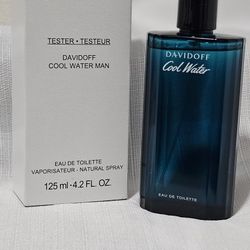 TESTER • TESTEUR
DAVIDOFF
COOL WATER MAN
EAU DE TOILETTE
VAPORISATEUR - NATURAL SPRAY
125 ml - 4.2 FL. OZ.
DAVIDOFF
Cool Water
EAU DE TOILETTE